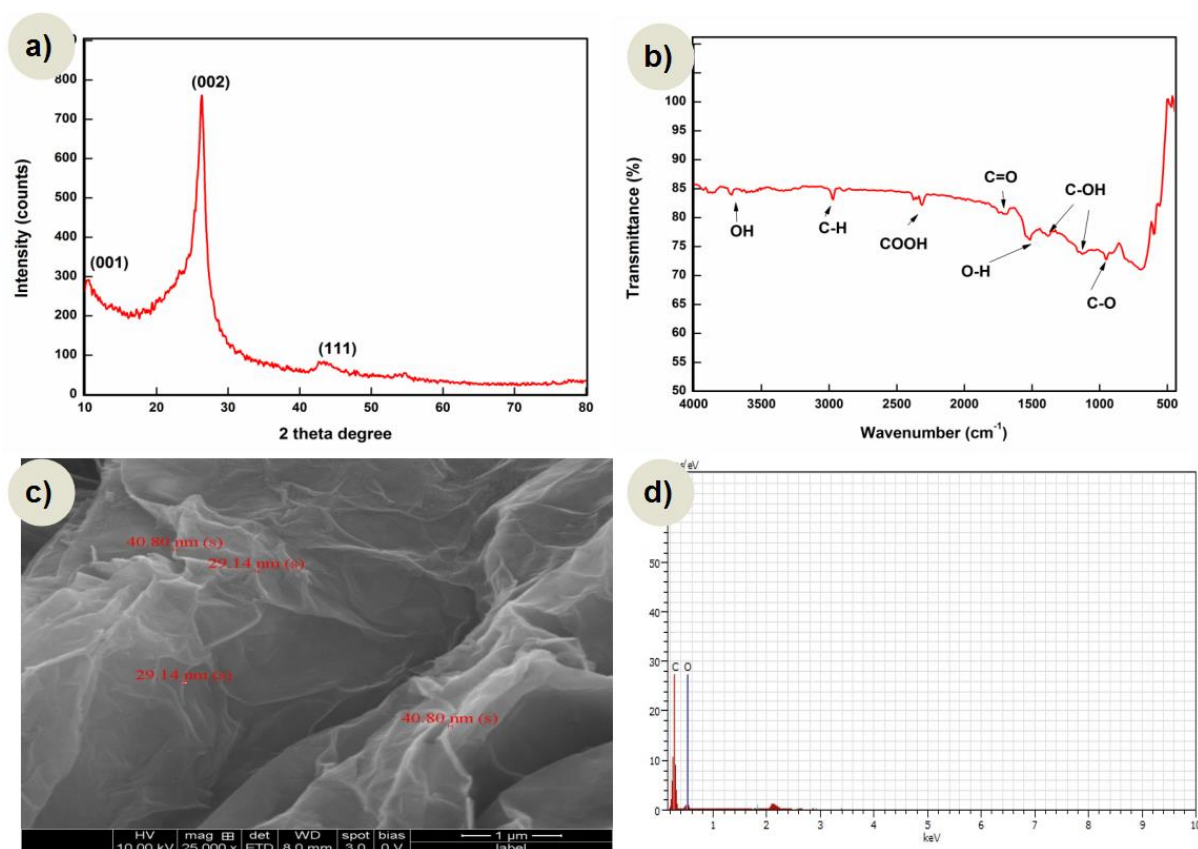 a)
(001)
(002)
(111)
Intensity (counts)
800
700
600
500
400
300
200
100
0
10 20 30 40 50 60 70 80
2 theta degree
b)
Transmittance (%)
100
95
90
85
80
75
70
65
60
55
50
OH
C-H
COOH
C=O
O-H
C-OH
C-O
4000 3500 3000 2500 2000 1500 1000 500
Wavenumber (cm-1)
c)
40.80 nm (s)
29.14 nm (s)
29.14 nm (s)
40.80 nm (s)
HV mag det WD spot bias
10.00 kV 25,000 x ETD 8.0 mm 3.0 0 V
1 µm
label
d)
/eV
50
40
30
20
10
0
C O
1 2 3 4 5 6 7 8 9 10
keV